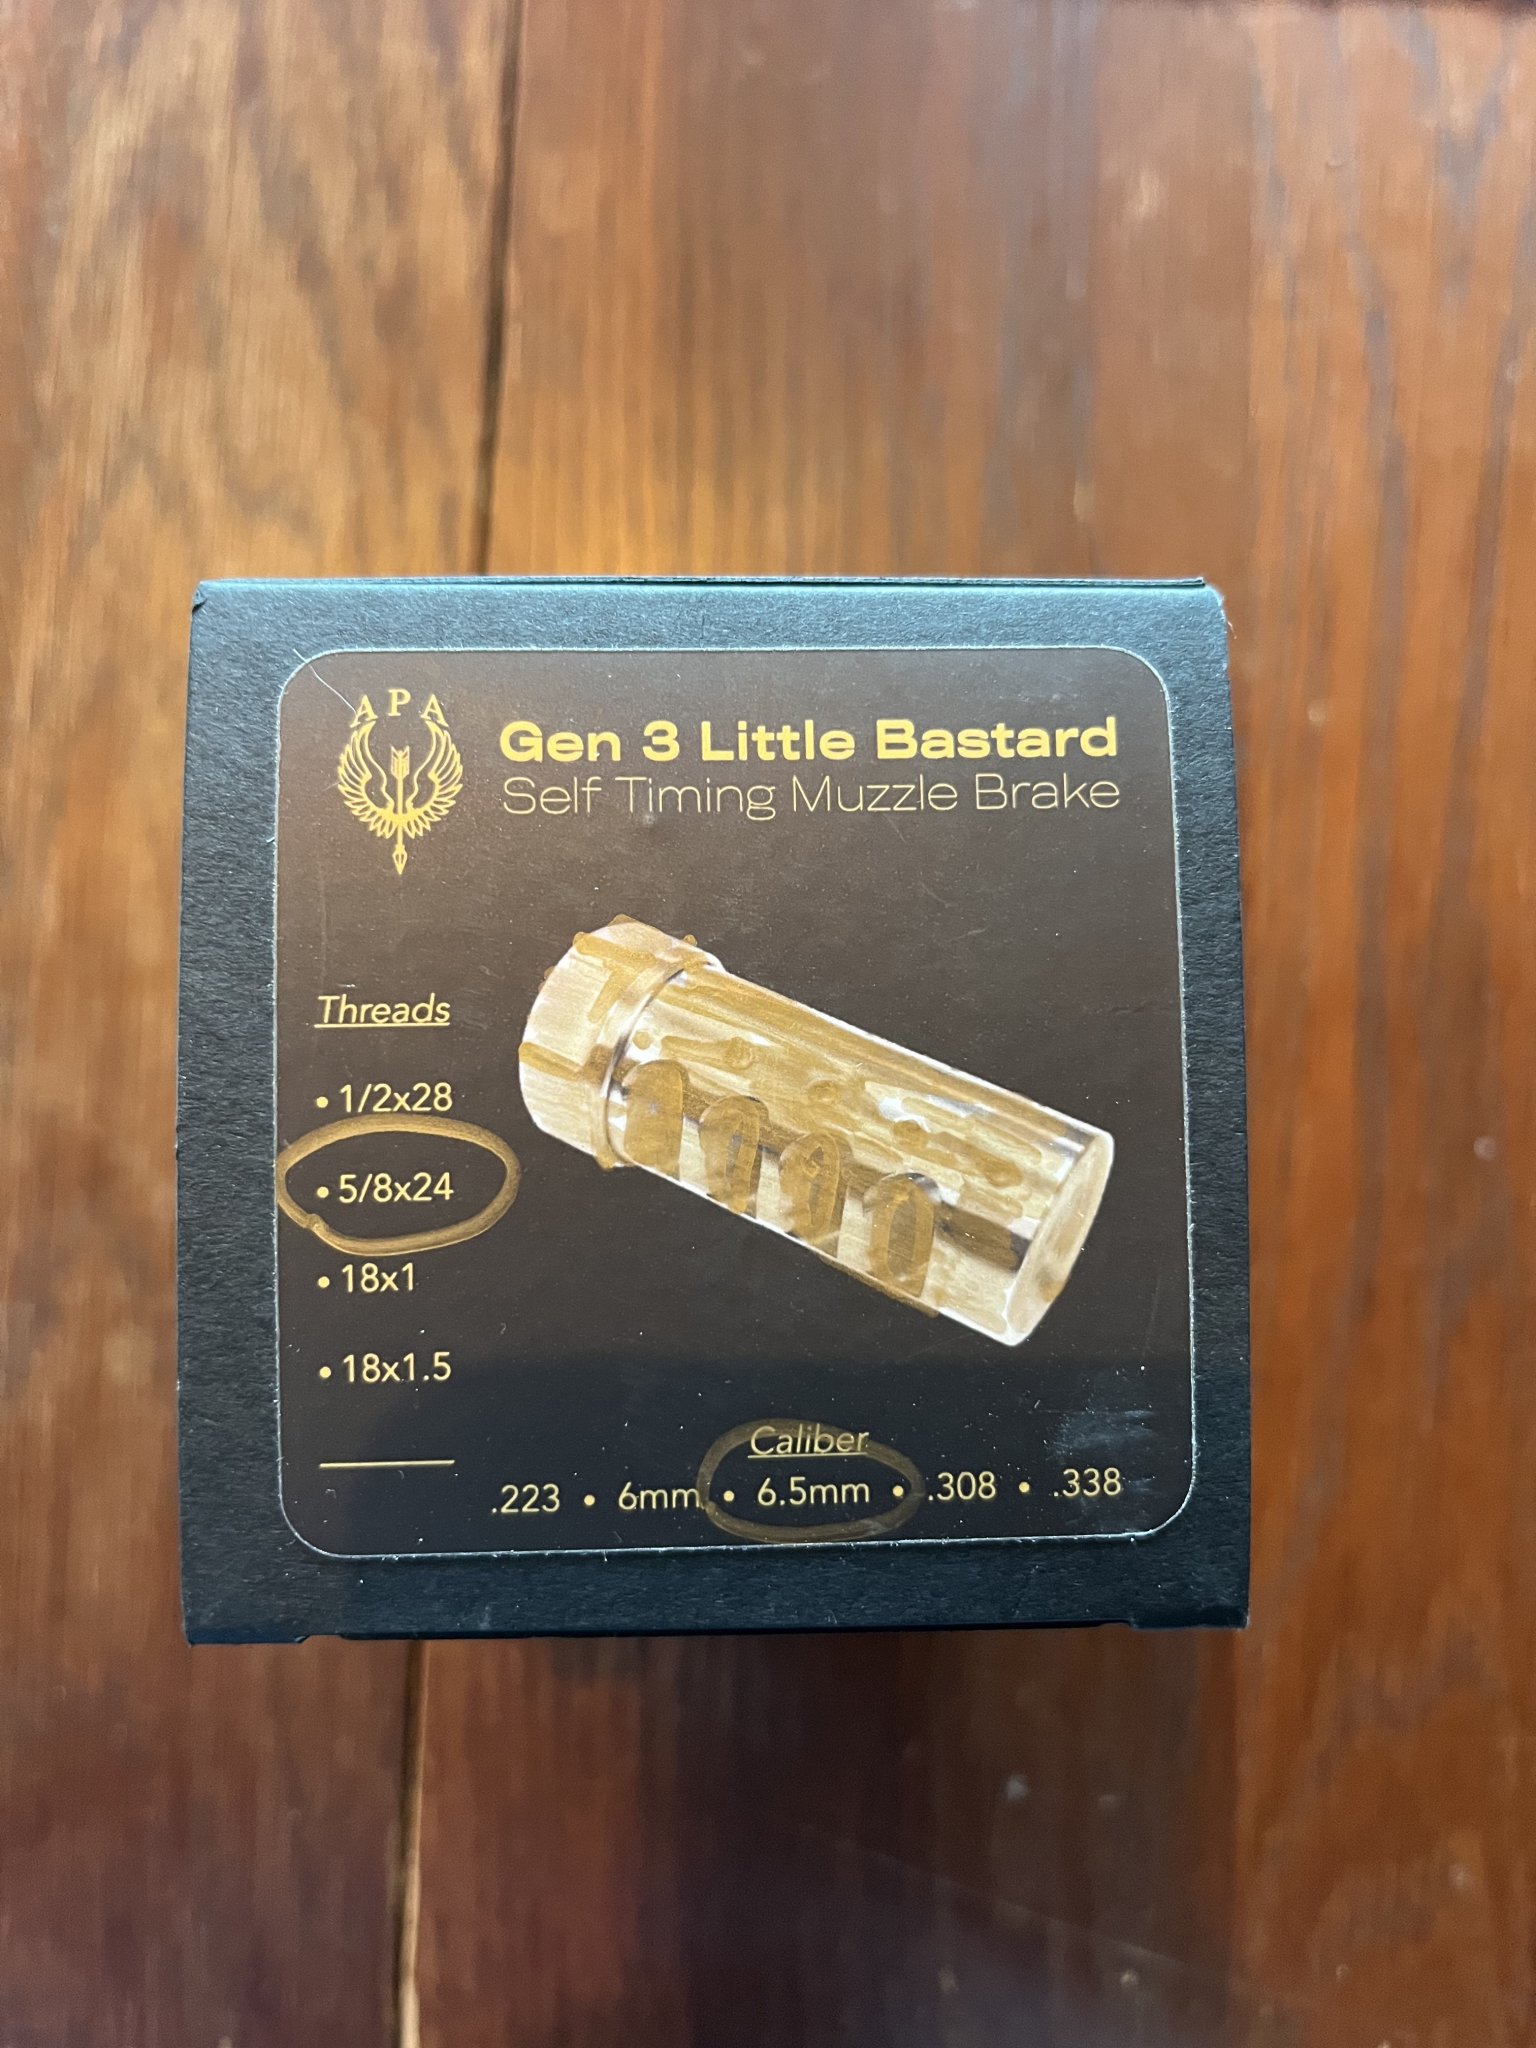 APA
Gen 3 Little Bastard
Self Timing Muzzle Brake
Threads
• 1/2x28
• 5/8x24
• 18x1
• 18x1.5
Caliber
.223 • 6mm • 6.5mm • .308 • .338